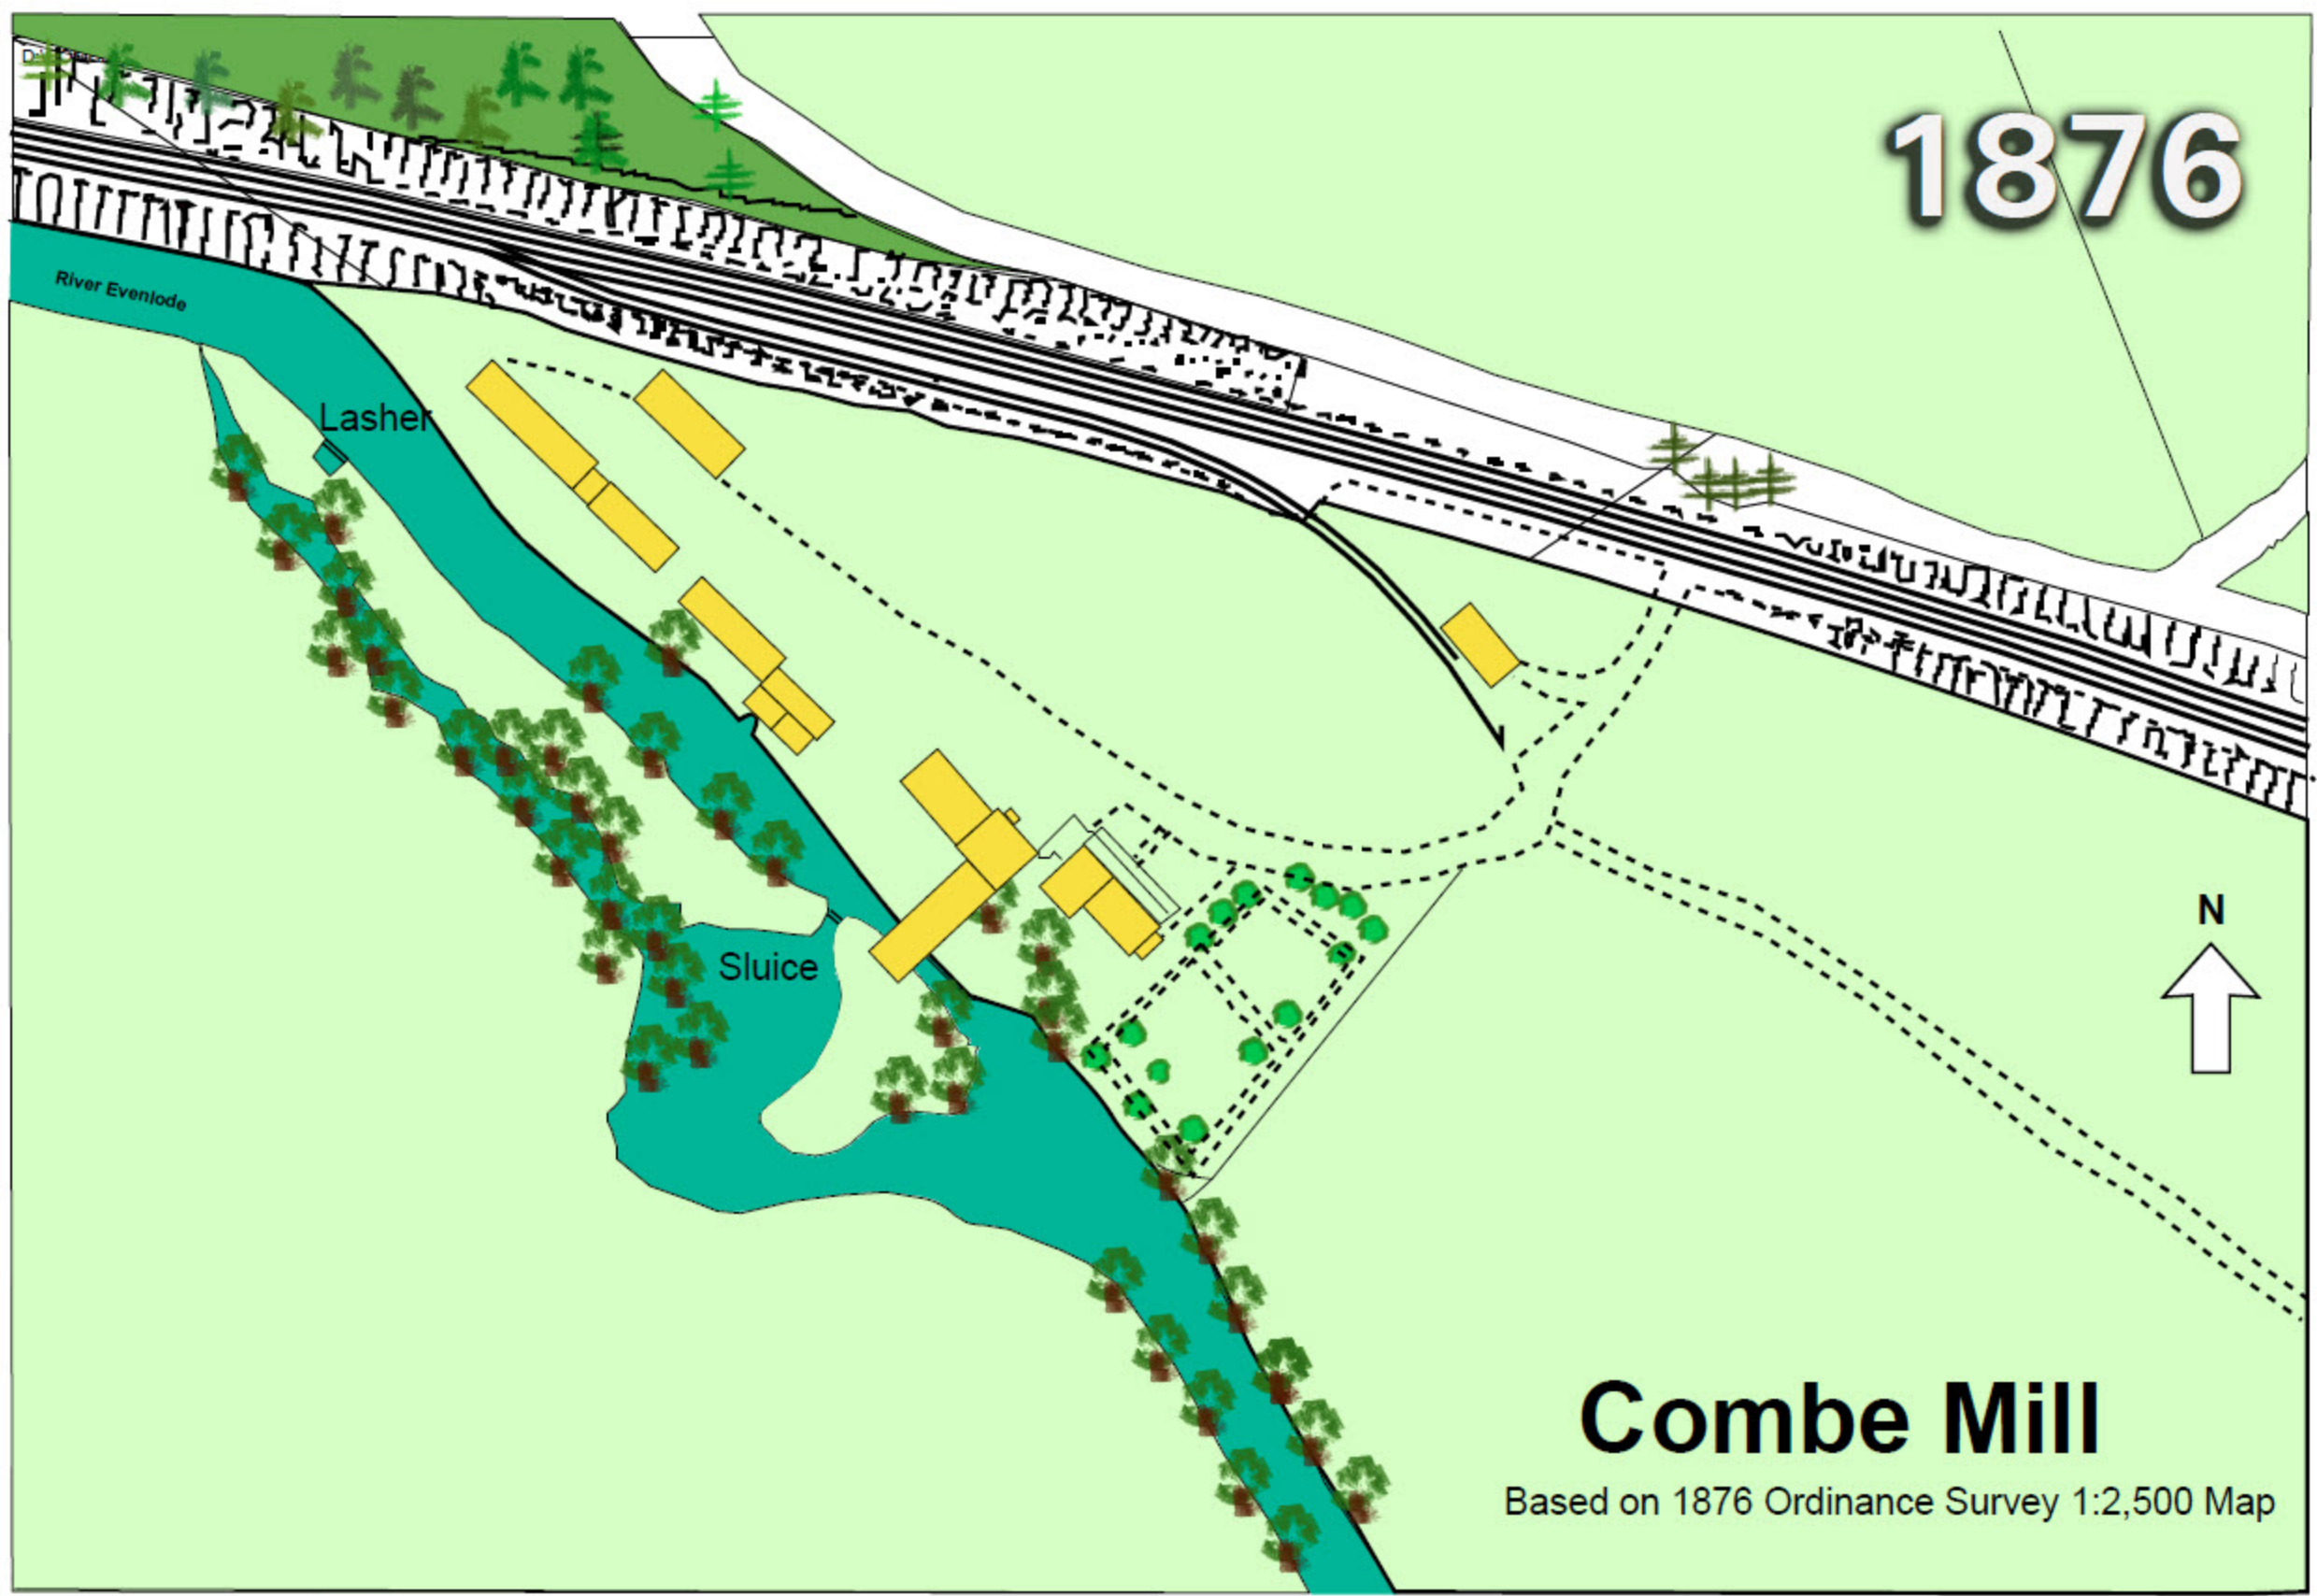 1876
River Evenlode
Lasher
Sluice
N
Combe Mill
Based on 1876 Ordinance Survey 1:2,500 Map